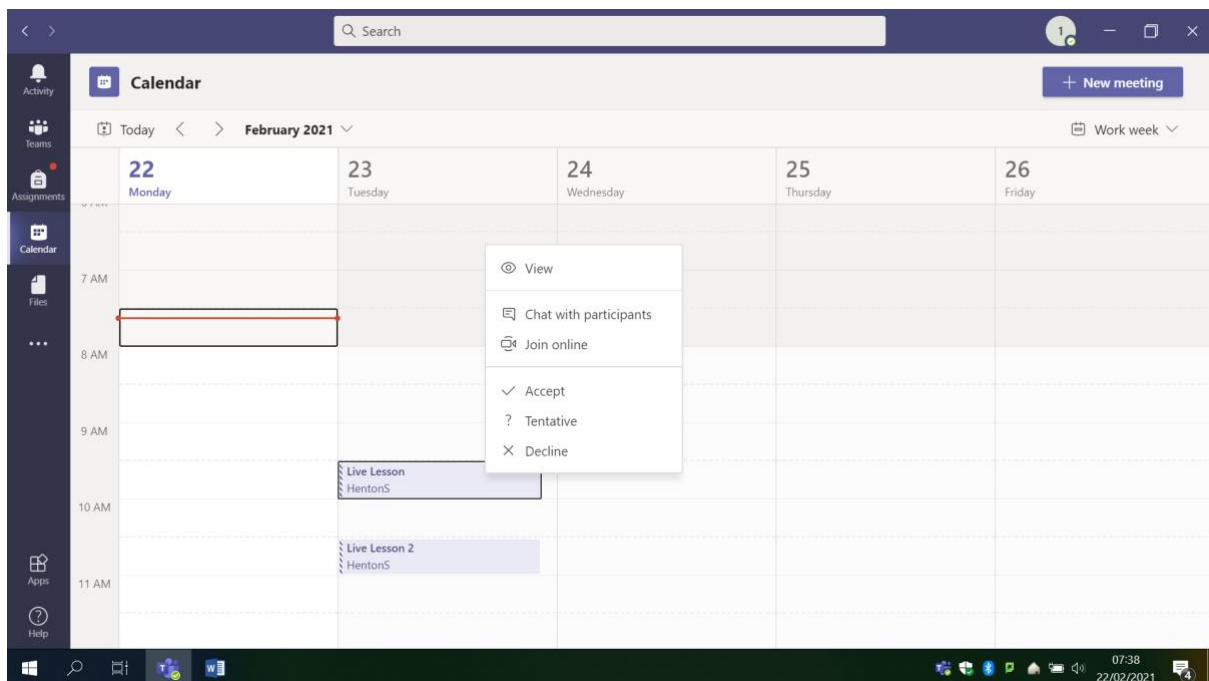 Search
1
Activity
Calendar
+ New meeting
Teams
Today < > February 2021
Work week
Assignments
22
Monday
23
Tuesday
24
Wednesday
25
Thursday
26
Friday
Calendar
View
7 AM
Files
Chat with participants
Join online
8 AM
Accept
? Tentative
Decline
9 AM
Live Lesson
HentonS
10 AM
Live Lesson 2
HentonS
Apps
11 AM
Help
07:38
22/02/2021
4